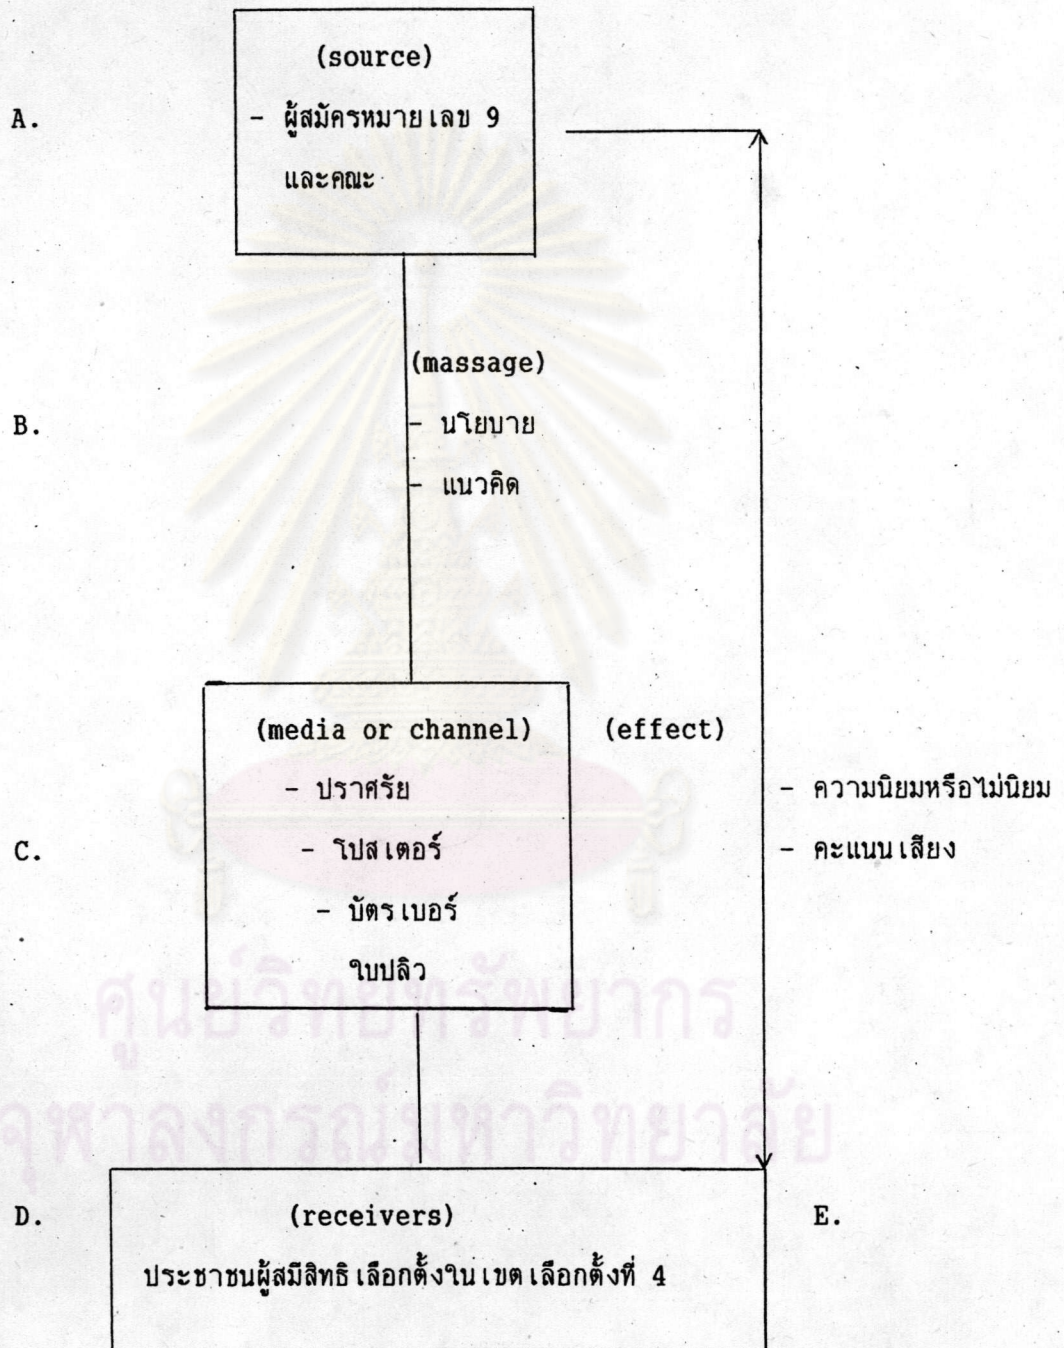 (source)
A.
- ผู้สมัครหมายเลข 9
และคณะ
(massage)
B.
- นโยบาย
- แนวคิด
(media or channel) (effect)
- ปราศรัย - ความนิยมหรือไม่นิยม
C.
- โปสเตอร์ - คะแนนเสียง
- บัตรเบอร์
ใบปลิว
ศูนย์วิทยทรัพยากร
จุฬาลงกรณ์มหาวิทยาลัย
D. (receivers) E.
ประชาชนผู้สมีสิทธิเลือกตั้งในเขตเลือกตั้งที่ 4